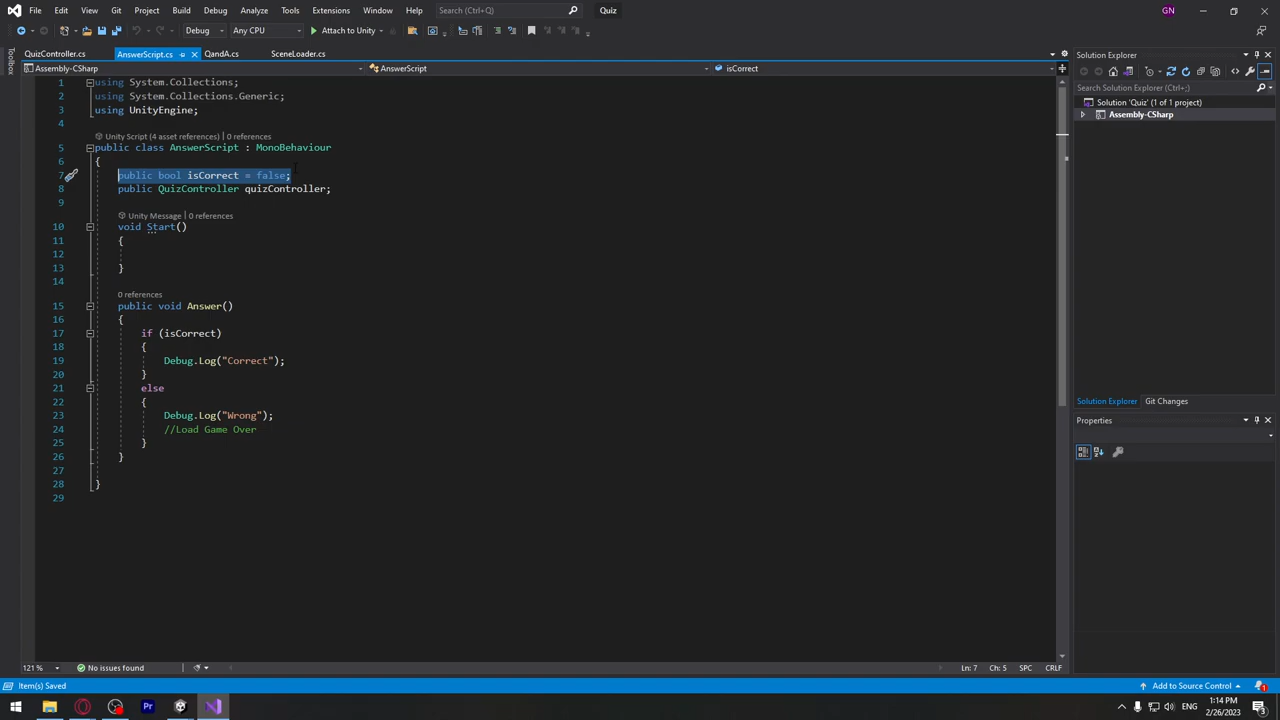 File Edit View Git Project Build Debug Test Analyze Tools Extensions Window Help Search (Ctrl+Q) Quiz GN
Debug Any CPU Attach to Unity
QuizController.cs AnswerScript.cs QandA.cs SceneLoader.cs
Assembly-CSharp AnswerScript isCorrect
Toolbox
1 using System.Collections;
2 using System.Collections.Generic;
3 using UnityEngine;
4
Unity Script (4 asset references) | 0 references
5 public class AnswerScript : MonoBehaviour
6 {
7 public bool isCorrect = false;
8 public QuizController quizController;
9
Unity Message | 0 references
10 void Start()
11 {
12
13 }
14
0 references
15 public void Answer()
16 {
17 if (isCorrect)
18 {
19 Debug.Log("Correct");
20 }
21 else
22 {
23 Debug.Log("Wrong");
24 //Load Game Over
25 }
26 }
27
28 }
29
121 % No issues found Ln: 7 Ch: 5 SPC CRLF
Solution Explorer
Search Solution Explorer (Ctrl+;)
Solution 'Quiz' (1 of 1 project)
Assembly-CSharp
Solution Explorer Git Changes
Properties
Item(s) Saved Add to Source Control 1
Pr ENG 1:14 PM
2/26/2023 3